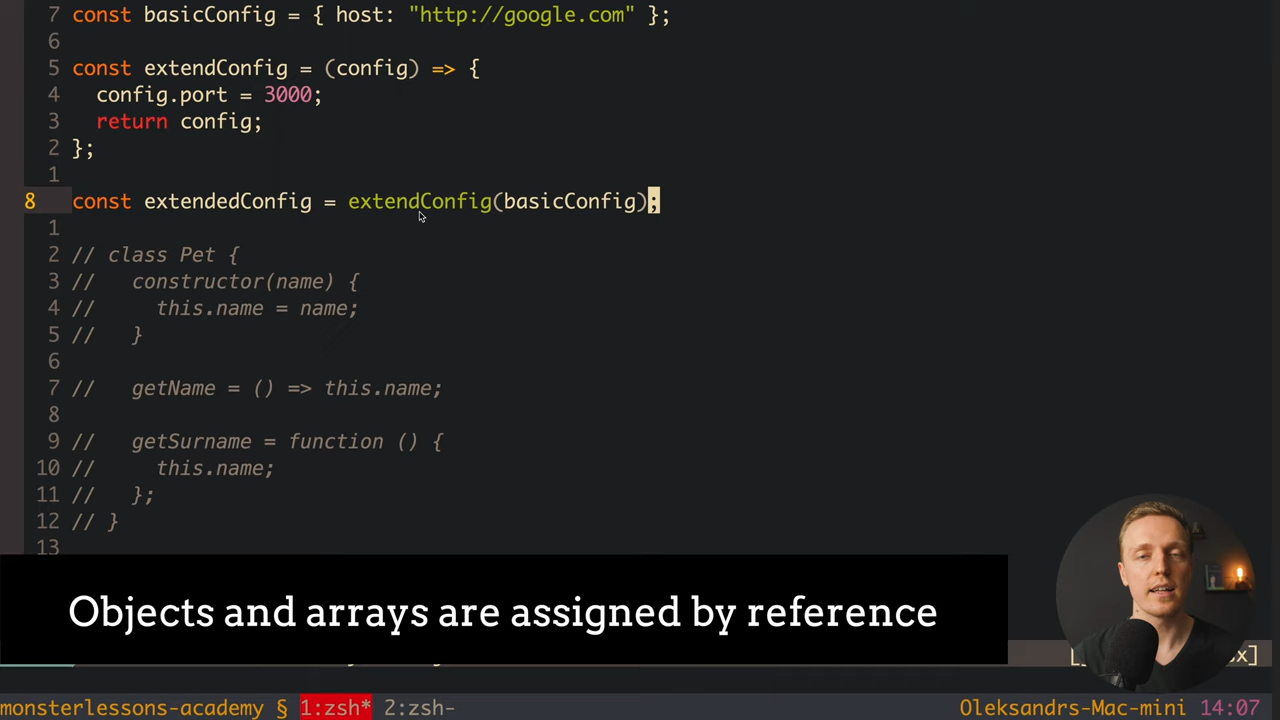 7 const basicConfig = { host: "http://google.com" };
6
5 const extendConfig = (config) => {
4 config.port = 3000;
3 return config;
2 };
1
8 const extendedConfig = extendConfig(basicConfig);
1
2 // class Pet {
3 // constructor(name) {
4 // this.name = name;
5 // }
6
7 // getName = () => this.name;
8
9 // getSurname = function () {
10 // this.name;
11 // };
12 // }
13
Objects and arrays are assigned by reference
monsterlessons-academy § 1:zsh* 2:zsh- Oleksandrs-Mac-mini 14:07